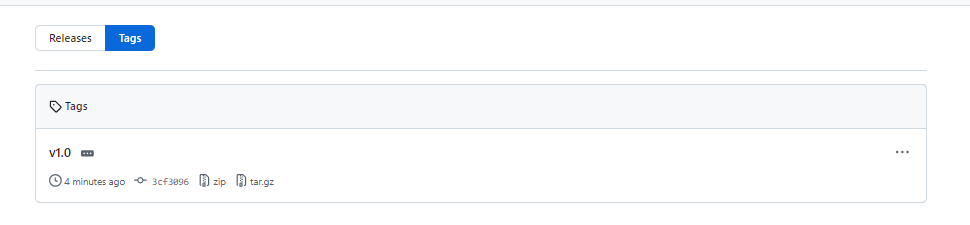 Releases Tags
Tags
v1.0
4 minutes ago 3cf3096 zip tar.gz